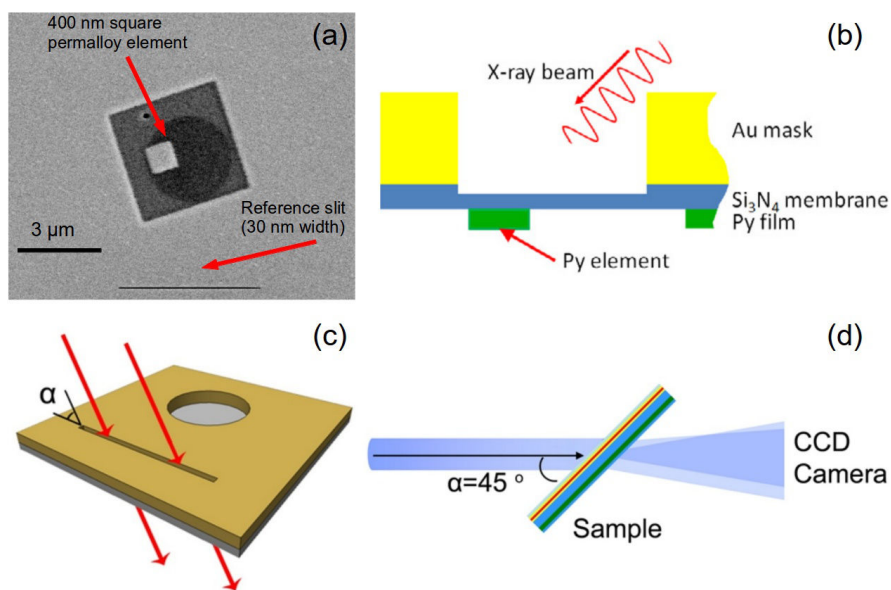 400 nm square
permalloy element
(a)
3 μm
Reference slit
(30 nm width)
(b)
X-ray beam
Au mask
Si₃N₄ membrane
Py film
Py element
(c)
α
(d)
α=45 °
CCD
Camera
Sample